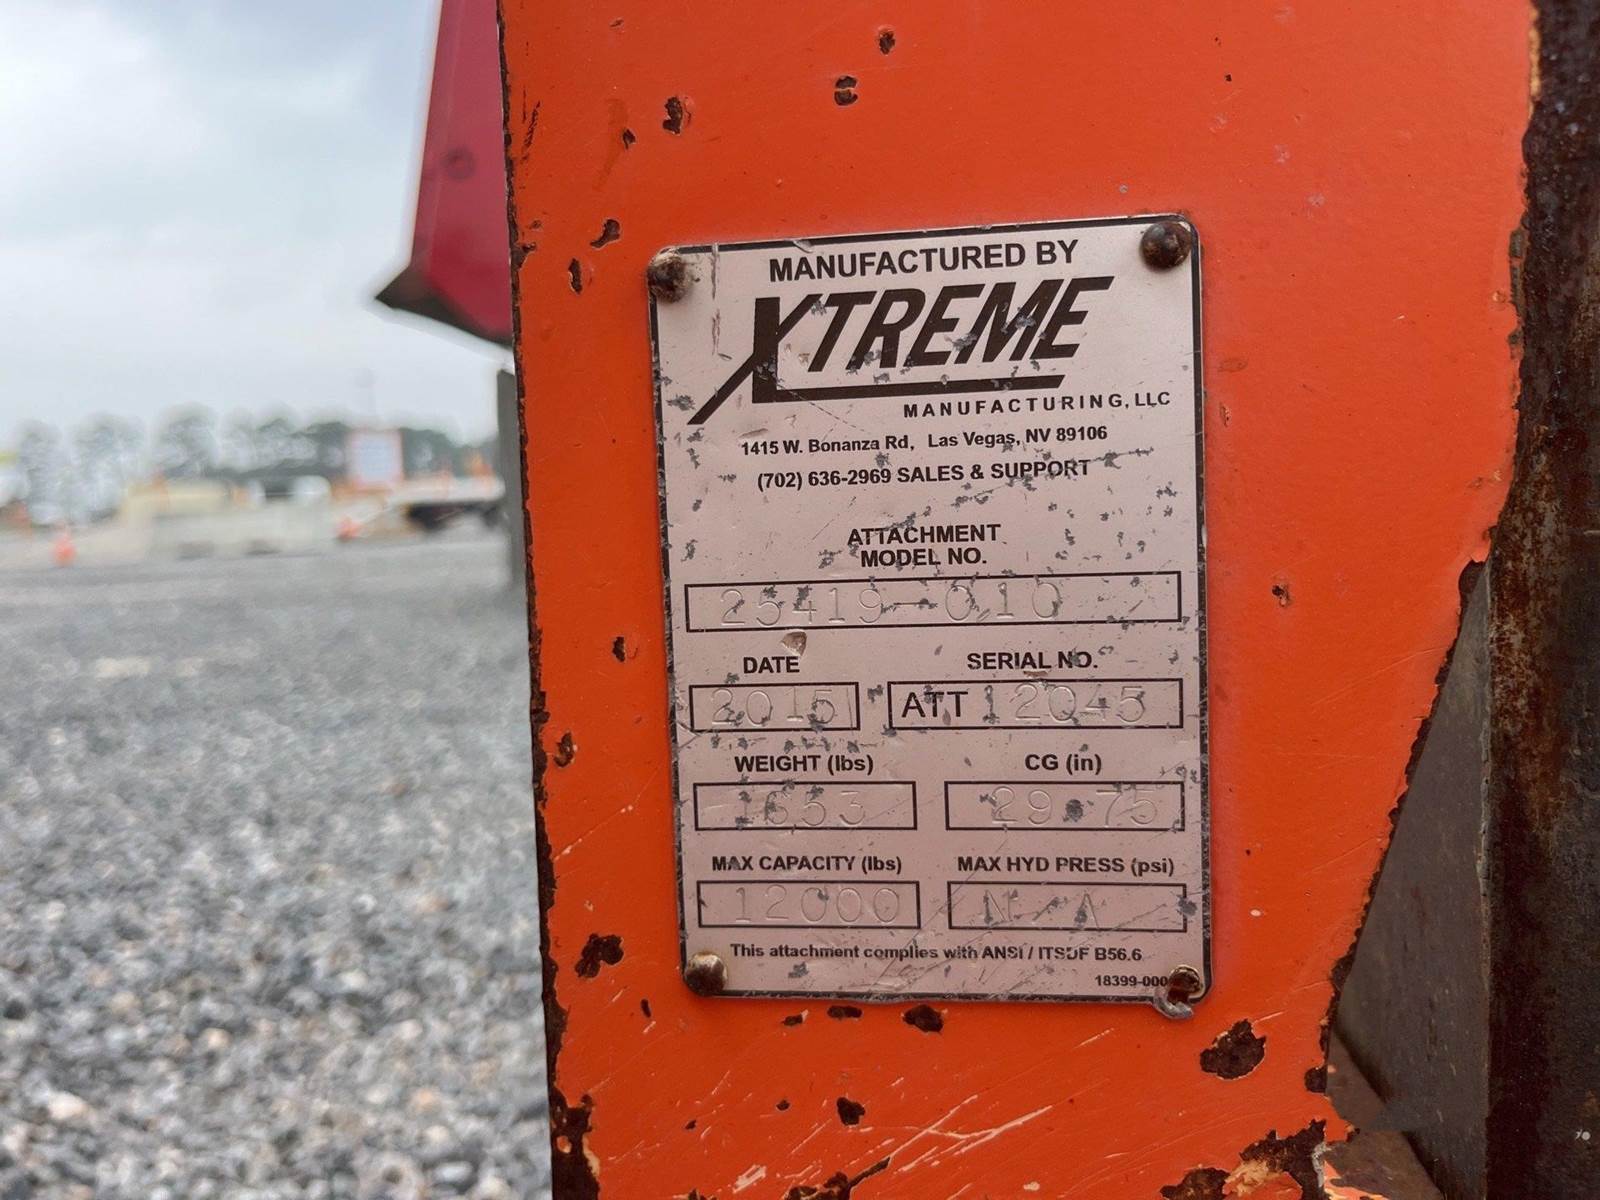 MANUFACTURED BY
XTREME
MANUFACTURING, LLC
1415 W. Bonanza Rd, Las Vegas, NV 89106
(702) 636-2969 SALES & SUPPORT
ATTACHMENT
MODEL NO.
25419-010
DATE SERIAL NO.
2015 ATT 12045
WEIGHT (lbs) CG (in)
1653 29.75
MAX CAPACITY (lbs) MAX HYD PRESS (psi)
12000 N/A
This attachment complies with ANSI / ITSDF B56.6
18399-000